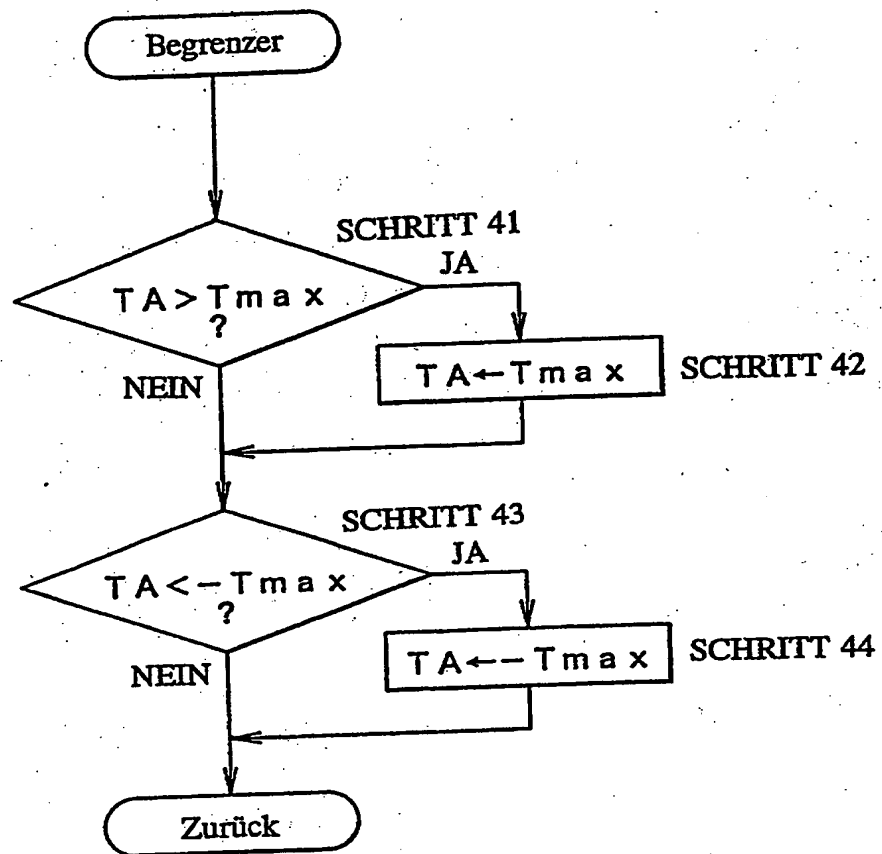 Begrenzer
SCHRITT 41
JA
TA>Tmax
?
NEIN
TA←Tmax
SCHRITT 42
SCHRITT 43
JA
TA<-Tmax
?
NEIN
TA←-Tmax
SCHRITT 44
Zurück